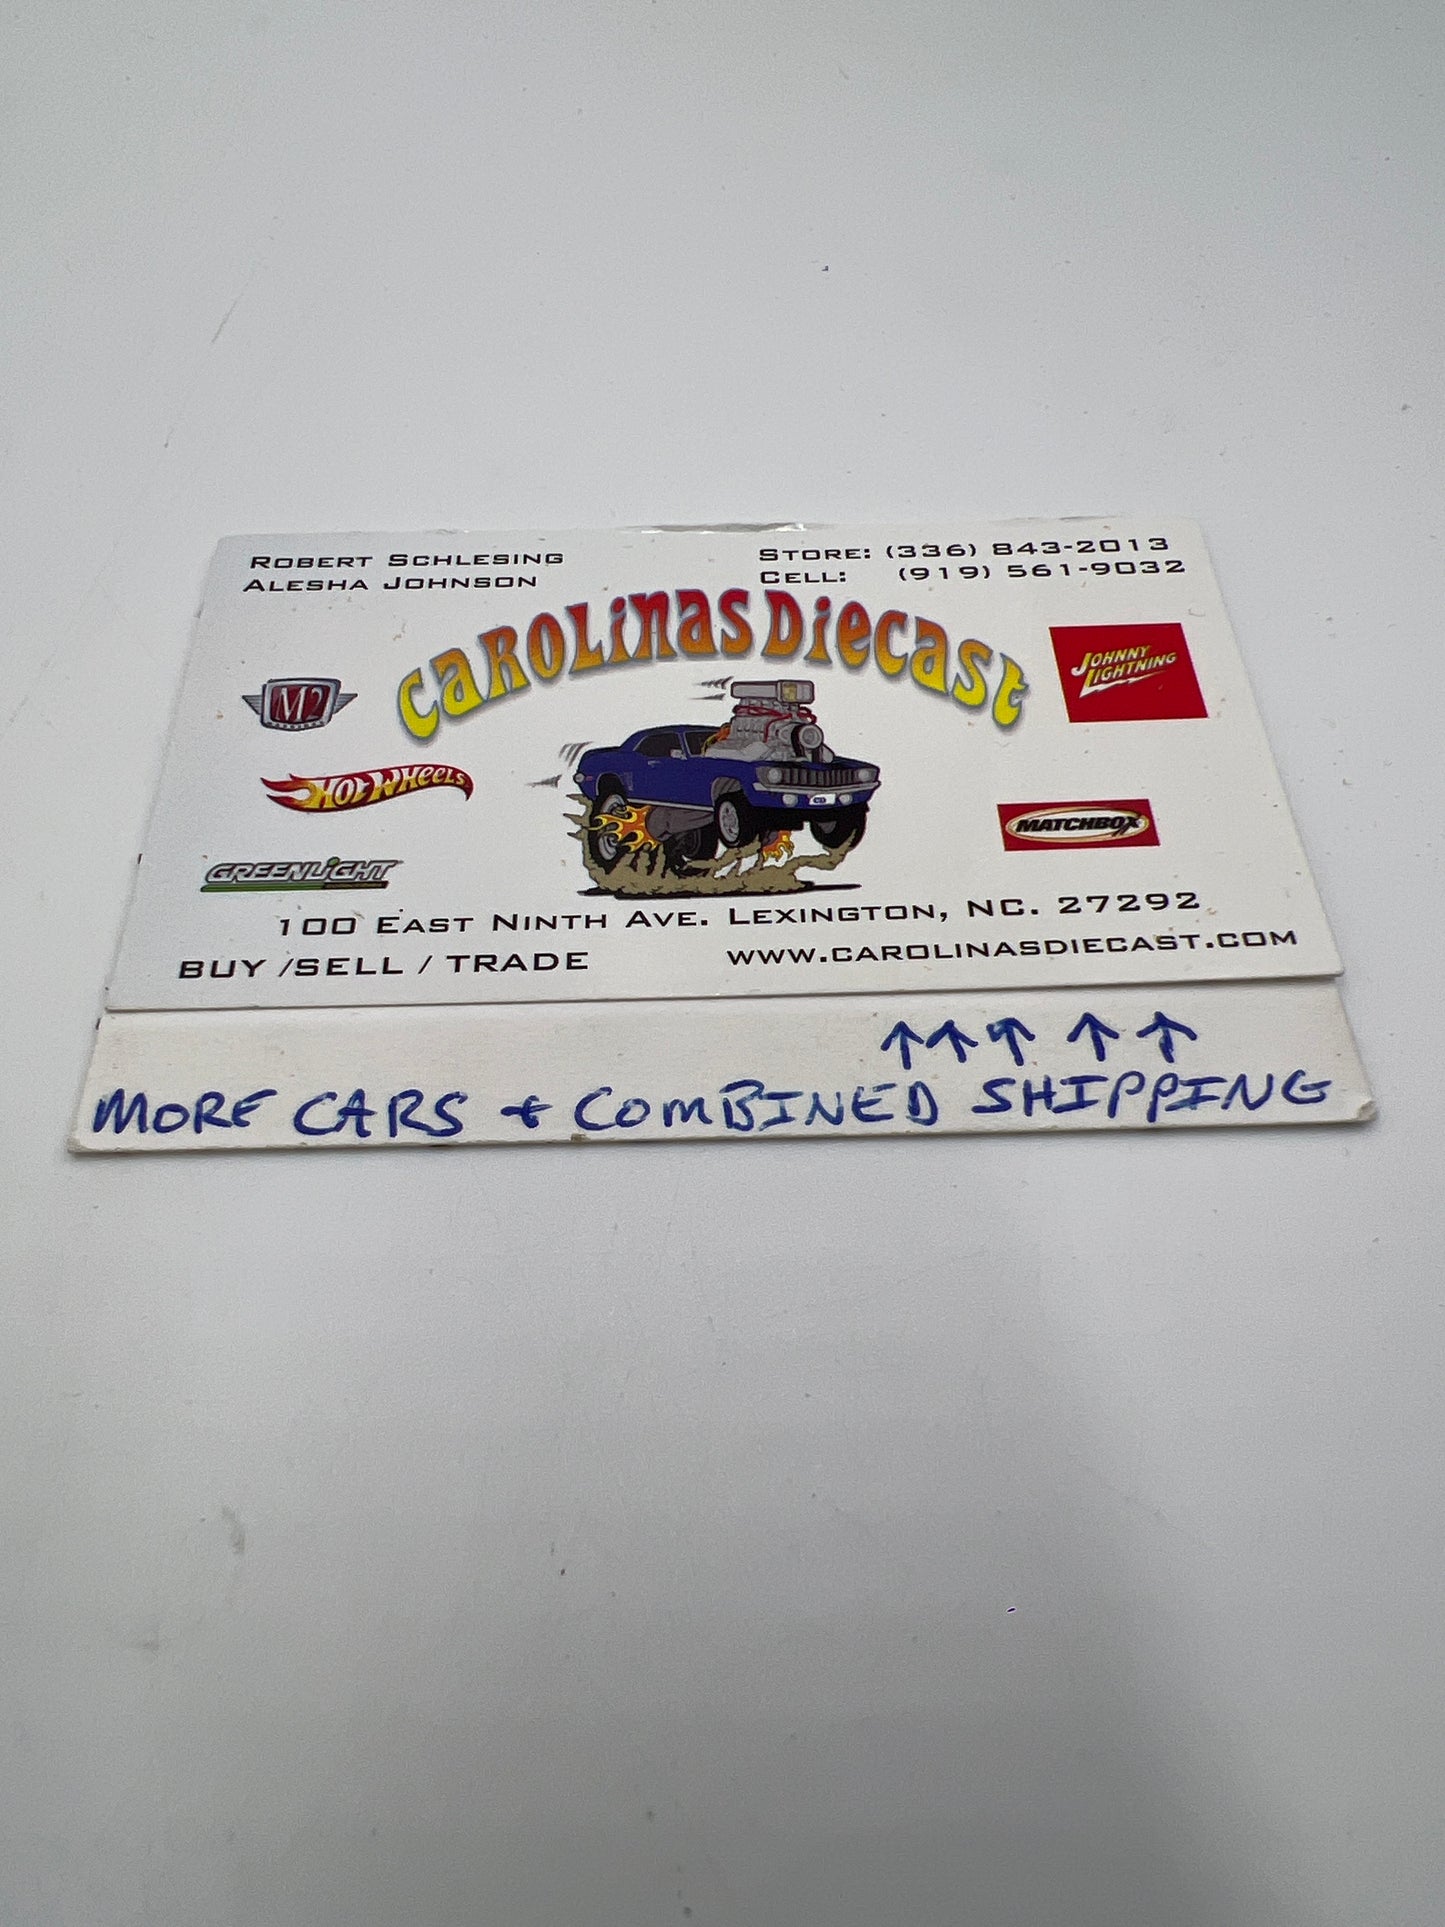 ROBERT SCHLESING
ALESHA JOHNSON
STORE: (336) 843-2013
CELL: (919) 561-9032
CAROLINAS DIECAST
M2
HOT WHEELS
GREENLIGHT
JOHNNY
LIGHTNING
MATCHBOX
CD
100 EAST NINTH AVE. LEXINGTON, NC. 27292
BUY /SELL / TRADE
WWW.CAROLINASDIECAST.COM
↑↑↑ ↑ ↑
MORE CARS + COMBINED SHIPPING